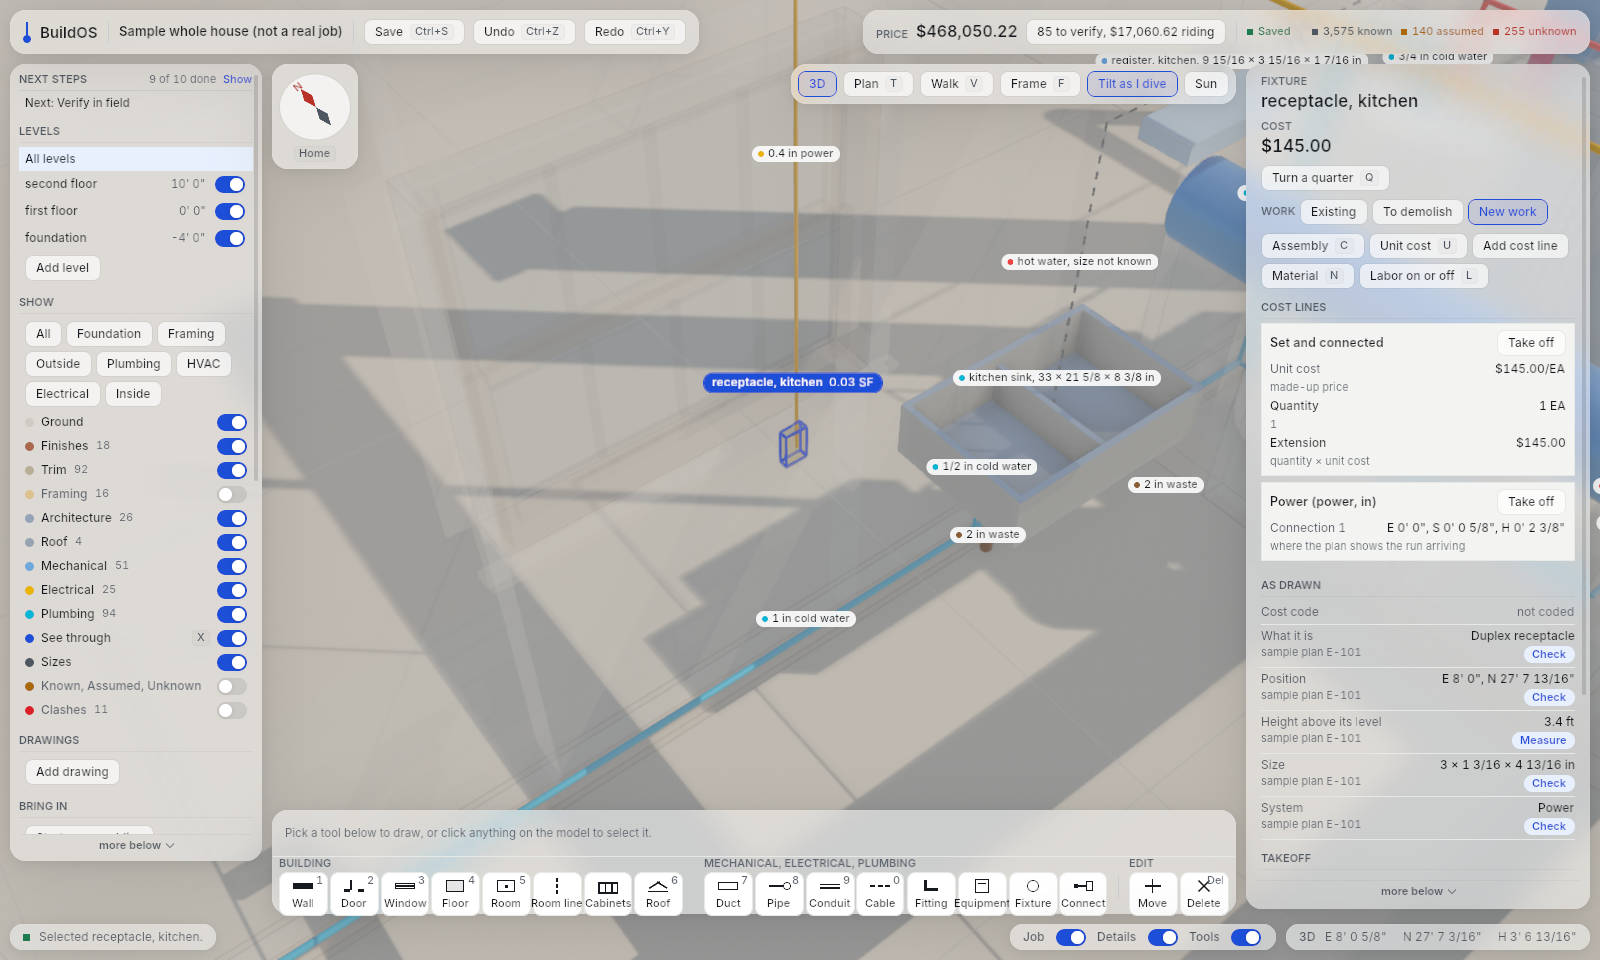 BuildOS
Sample whole house (not a real job)
Save Ctrl+S
Undo Ctrl+Z
Redo Ctrl+Y
PRICE $468,050.22
85 to verify, $17,060.62 riding
Saved
3,575 known
140 assumed
255 unknown
NEXT STEPS 9 of 10 done Show
Next: Verify in field
LEVELS
All levels
second floor 10' 0"
first floor 0' 0"
foundation -4' 0"
Add level
SHOW
All Foundation Framing
Outside Plumbing HVAC
Electrical Inside
Ground
Finishes 18
Trim 92
Framing 16
Architecture 26
Roof 4
Mechanical 51
Electrical 25
Plumbing 94
See through X
Sizes
Known, Assumed, Unknown
Clashes 11
DRAWINGS
Add drawing
BRING IN
more below
N
Home
3D
Plan T
Walk V
Frame F
Tilt as I dive
Sun
register, kitchen, 9 15/16 × 3 15/16 × 1 7/16 in
3/4 in cold water
0.4 in power
hot water, size not known
receptacle, kitchen 0.03 SF
kitchen sink, 33 × 21 5/8 × 8 3/8 in
1/2 in cold water
2 in waste
2 in waste
1 in cold water
FIXTURE
receptacle, kitchen
COST
$145.00
Turn a quarter Q
WORK Existing To demolish New work
Assembly C Unit cost U Add cost line
Material N Labor on or off L
COST LINES
Set and connected Take off
Unit cost $145.00/EA
made-up price
Quantity 1 EA
1
Extension $145.00
quantity × unit cost
Power (power, in) Take off
Connection 1 E 0' 0", S 0' 0 5/8", H 0' 2 3/8"
where the plan shows the run arriving
AS DRAWN
Cost code not coded
What it is Duplex receptacle
sample plan E-101 Check
Position E 8' 0", N 27' 7 13/16"
sample plan E-101 Check
Height above its level 3.4 ft
sample plan E-101 Measure
Size 3 × 1 3/16 × 4 13/16 in
sample plan E-101 Check
System Power
sample plan E-101 Check
TAKEOFF
more below
Pick a tool below to draw, or click anything on the model to select it.
BUILDING
Wall 1
Door 2
Window 3
Floor 4
Room 5
Room line
Cabinets
Roof 6
MECHANICAL, ELECTRICAL, PLUMBING
Duct 7
Pipe 8
Conduit 9
Cable 0
Fitting
Equipment
Fixture
Connect
EDIT
Move
Delete Del
Selected receptacle, kitchen.
Job
Details
Tools
3D E 8' 0 5/8" N 27' 7 3/16" H 3' 6 13/16"